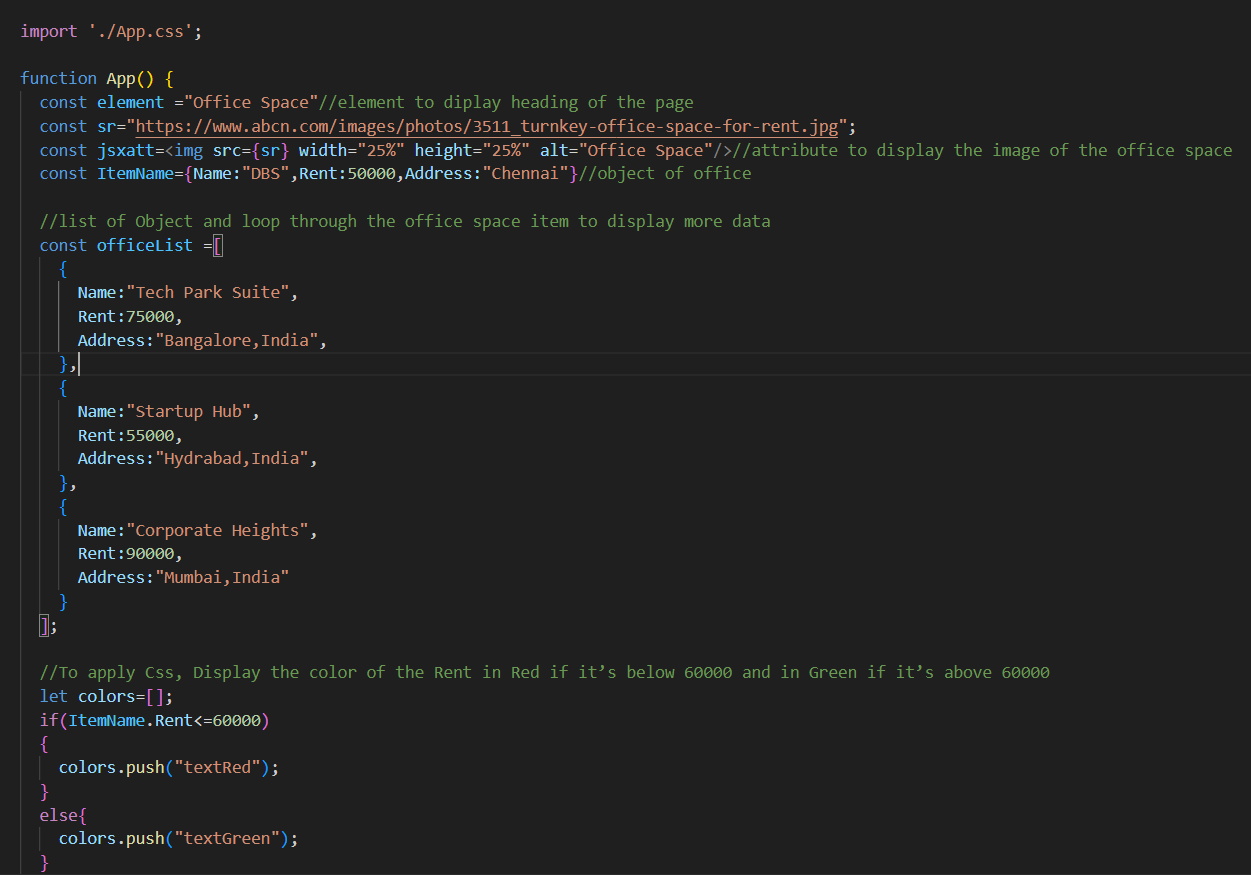 import './App.css';
function App() {
const element ="Office Space"//element to diplay heading of the page
const sr="https://www.abcn.com/images/photos/3511_turnkey-office-space-for-rent.jpg";
const jsxatt=<img src={sr} width="25%" height="25%" alt="Office Space"/>//attribute to display the image of the office space
const ItemName={Name:"DBS",Rent:50000,Address:"Chennai"}//object of office
//list of Object and loop through the office space item to display more data
const officeList =[
{
Name:"Tech Park Suite",
Rent:75000,
Address:"Bangalore,India",
},
{
Name:"Startup Hub",
Rent:55000,
Address:"Hydrabad,India",
},
{
Name:"Corporate Heights",
Rent:90000,
Address:"Mumbai,India"
}
];
//To apply Css, Display the color of the Rent in Red if it’s below 60000 and in Green if it’s above 60000
let colors=[];
if(ItemName.Rent<=60000)
{
colors.push("textRed");
}
else{
colors.push("textGreen");
}